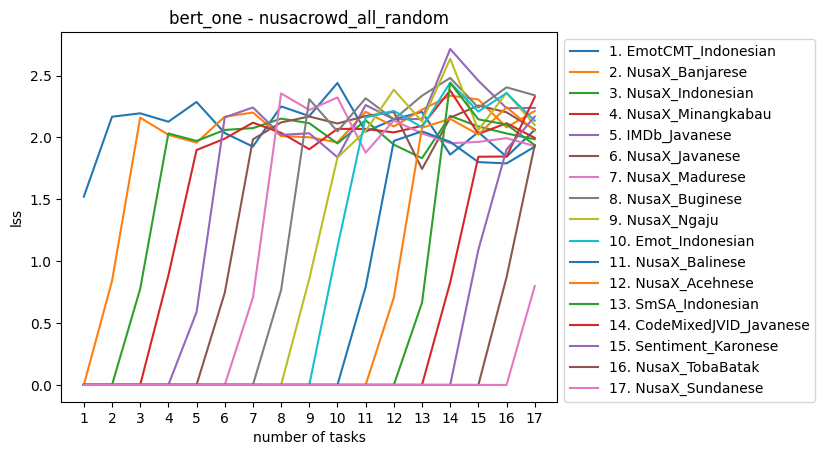 bert_one - nusacrowd_all_random
lss
2.5
2.0
1.5
1.0
0.5
0.0
1 2 3 4 5 6 7 8 9 10 11 12 13 14 15 16 17
number of tasks
1. EmotCMT_Indonesian
2. NusaX_Banjarese
3. NusaX_Indonesian
4. NusaX_Minangkabau
5. IMDb_Javanese
6. NusaX_Javanese
7. NusaX_Madurese
8. NusaX_Buginese
9. NusaX_Ngaju
10. Emot_Indonesian
11. NusaX_Balinese
12. NusaX_Acehnese
13. SmSA_Indonesian
14. CodeMixedJVID_Javanese
15. Sentiment_Karonese
16. NusaX_TobaBatak
17. NusaX_Sundanese